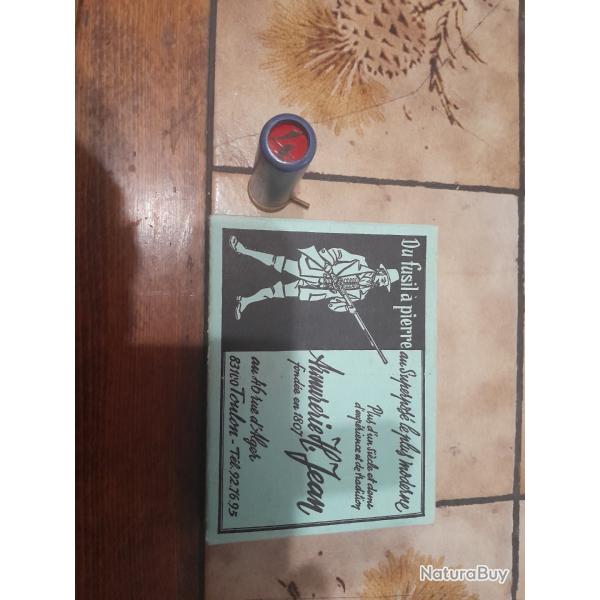 Du fusil à pierre
au Superposé le plus moderne
Plus d'un siècle et demi
d'expérience et de tradition
Armurerie St Jean
fondée en 1807
au 46 rue d'Alger
83100 Toulon - Tél. 92.76.95
NaturaBuy